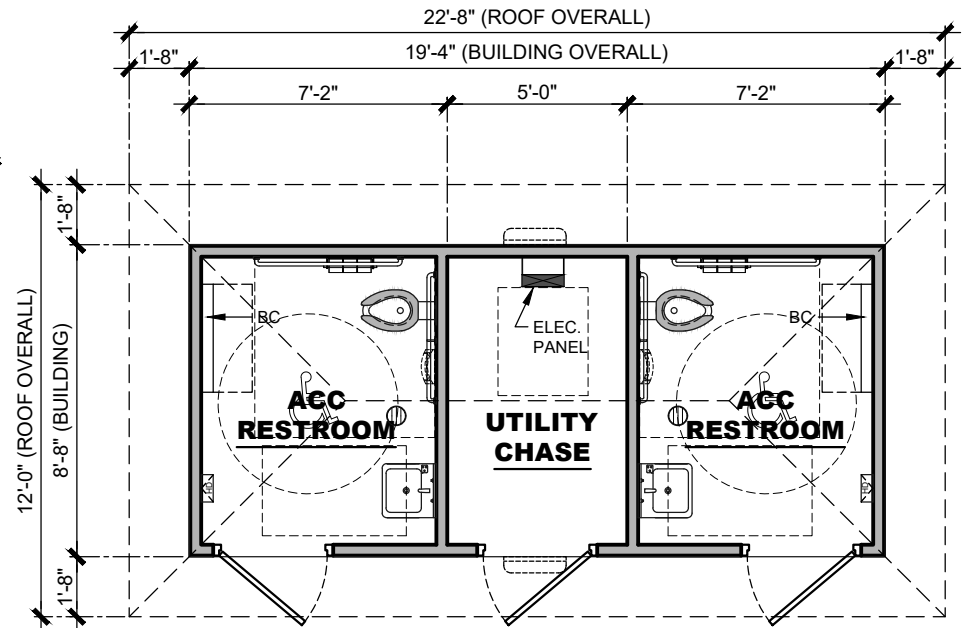 22'-8" (ROOF OVERALL)
1'-8"
19'-4" (BUILDING OVERALL)
1'-8"
7'-2"
5'-0"
7'-2"
12'-0" (ROOF OVERALL)
1'-8"
8'-8" (BUILDING)
1'-8"
BC
ELEC.
PANEL
BC
ACC
RESTROOM
UTILITY
CHASE
ACC
RESTROOM
HD
HD